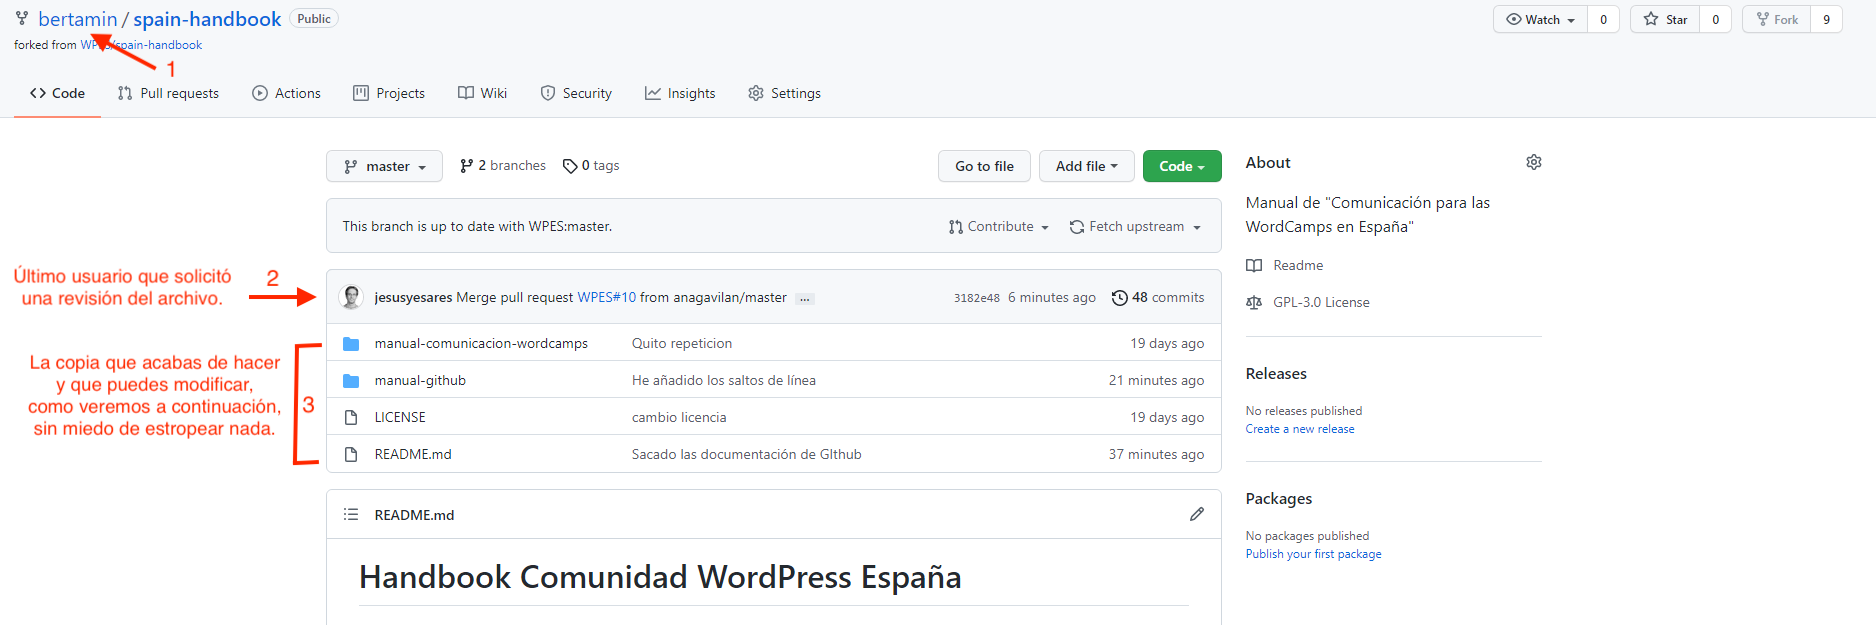 bertamin / spain-handbook Public
Watch 0 Star 0 Fork 9
forked from WPES/spain-handbook
1
Code Pull requests Actions Projects Wiki Security Insights Settings
master 2 branches 0 tags Go to file Add file Code
This branch is up to date with WPES:master. Contribute Fetch upstream
Último usuario que solicitó
una revisión del archivo.
2
jesusyesares Merge pull request WPES#10 from anagavilan/master ... 3182e48 6 minutes ago 48 commits
La copia que acabas de hacer
y que puedes modificar,
como veremos a continuación,
sin miedo de estropear nada.
3
manual-comunicacion-wordcamps Quito repeticion 19 days ago
manual-github He añadido los saltos de línea 21 minutes ago
LICENSE cambio licencia 19 days ago
README.md Sacado las documentación de GIthub 37 minutes ago
README.md
Handbook Comunidad WordPress España
About
Manual de "Comunicación para las
WordCamps en España"
Readme
GPL-3.0 License
Releases
No releases published
Create a new release
Packages
No packages published
Publish your first package